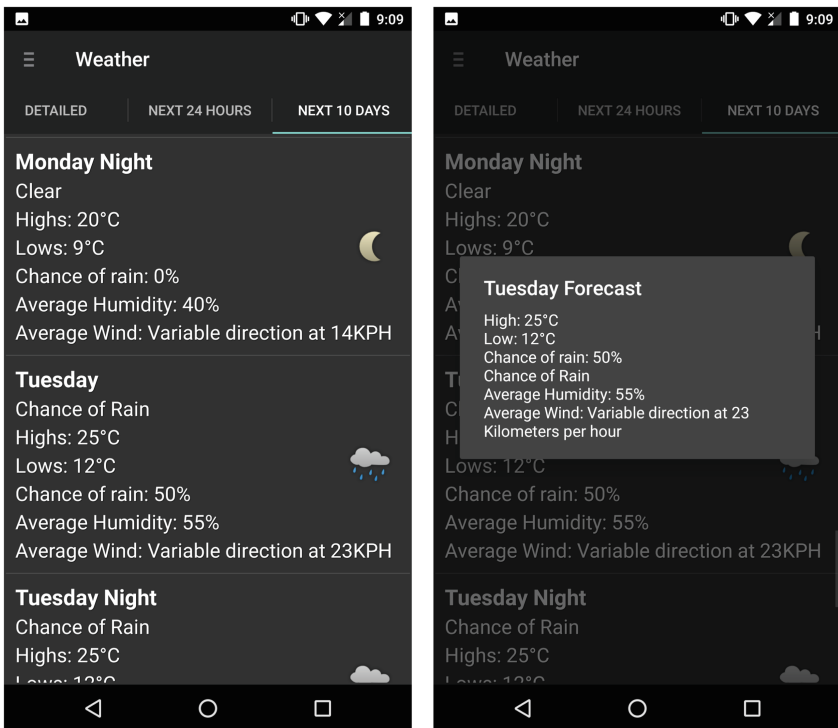 9:09
Weather
DETAILED NEXT 24 HOURS NEXT 10 DAYS
Monday Night
Clear
Highs: 20°C
Lows: 9°C
Chance of rain: 0%
Average Humidity: 40%
Average Wind: Variable direction at 14KPH
Tuesday
Chance of Rain
Highs: 25°C
Lows: 12°C
Chance of rain: 50%
Average Humidity: 55%
Average Wind: Variable direction at 23KPH
Tuesday Night
Chance of Rain
Highs: 25°C
Lows: 12°C
9:09
Weather
DETAILED NEXT 24 HOURS NEXT 10 DAYS
Monday Night
Clear
Highs: 20°C
Lows: 9°C
Tuesday Forecast
High: 25°C
Low: 12°C
Chance of rain: 50%
Chance of Rain
Average Humidity: 55%
Average Wind: Variable direction at 23
Kilometers per hour
Lows: 12°C
Chance of rain: 50%
Average Humidity: 55%
Average Wind: Variable direction at 23KPH
Tuesday Night
Chance of Rain
Highs: 25°C
Lows: 12°C